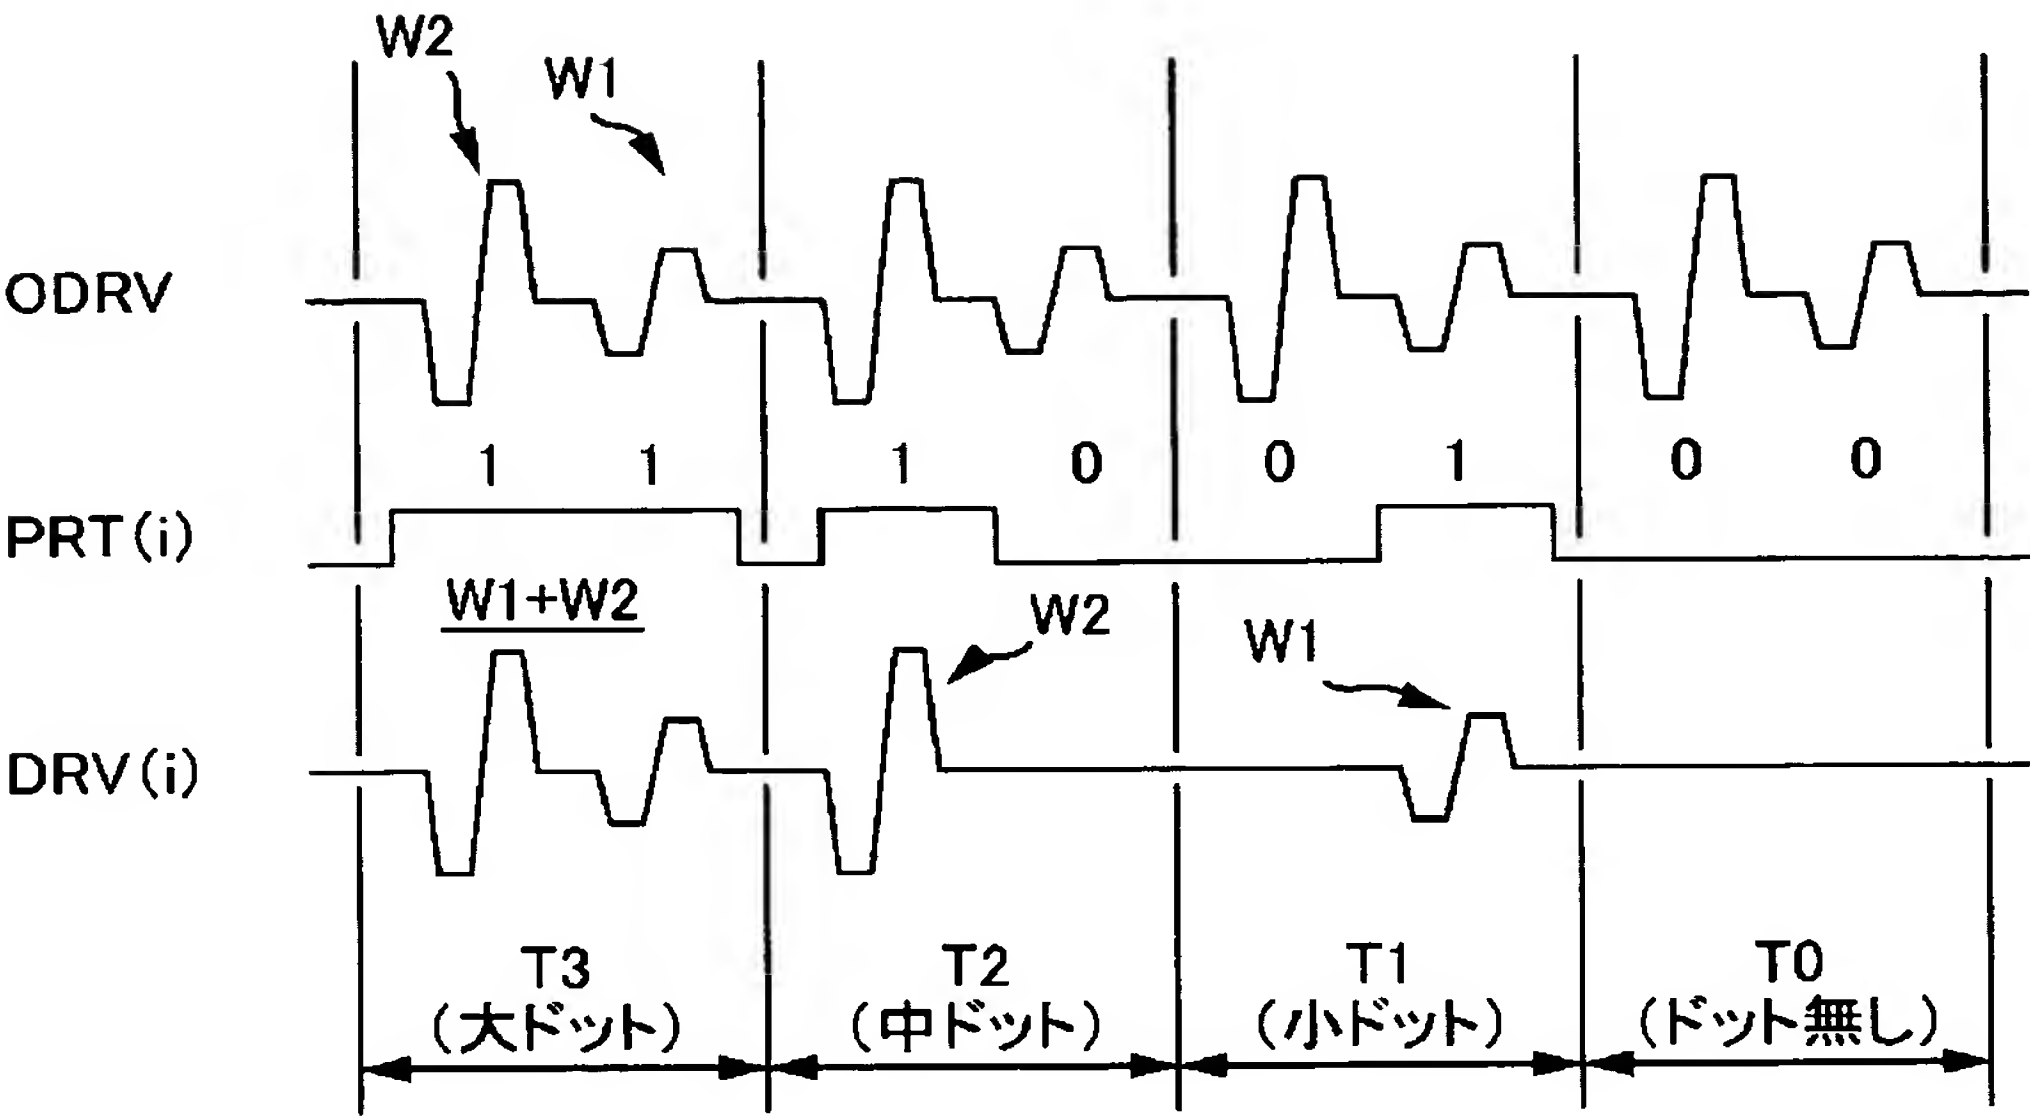 W2
W1
ODRV
1 1 1 0 0 1 0 0
PRT(i)
W1+W2
W2
W1
DRV(i)
T3 T2 T1 T0
(大ドット) (中ドット) (小ドット) (ドット無し)